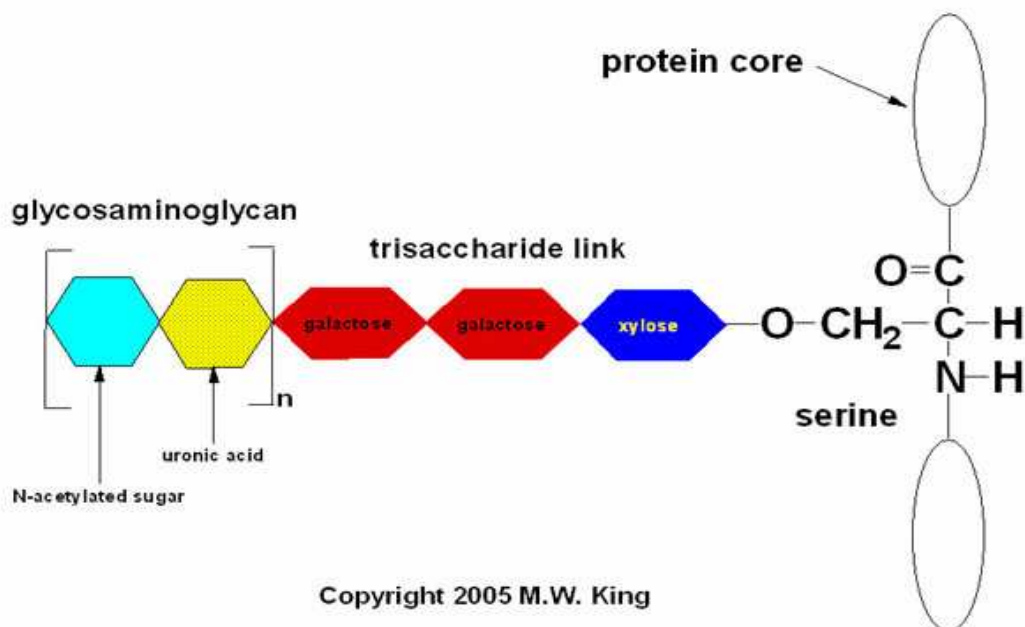 protein core
glycosaminoglycan
trisaccharide link
galactose galactose xylose
O=C
O–CH₂–C–H
N–H
n
serine
uronic acid
N-acetylated sugar
Copyright 2005 M.W. King